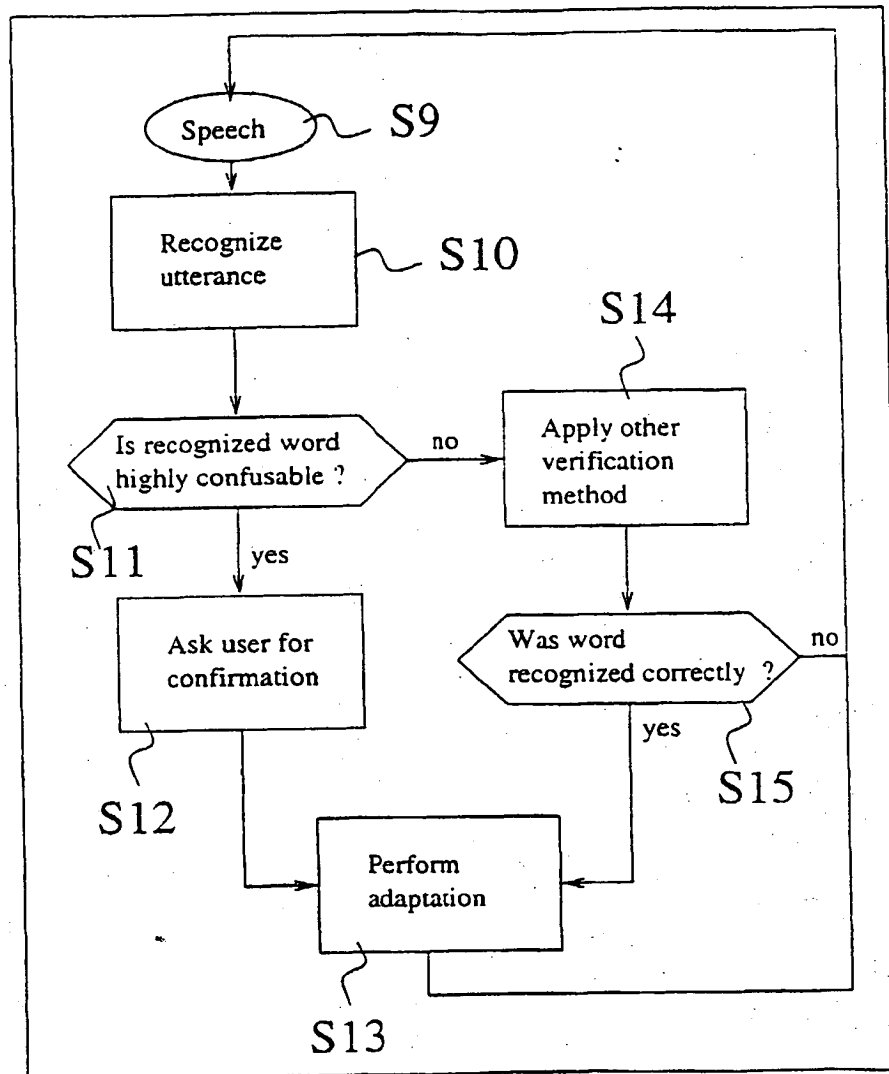 Speech
S9
Recognize
utterance
S10
S14
Is recognized word
highly confusable ?
no
Apply other
verification
method
S11
yes
Ask user for
confirmation
Was word
recognized correctly ?
no
yes
S12
S15
Perform
adaptation
S13